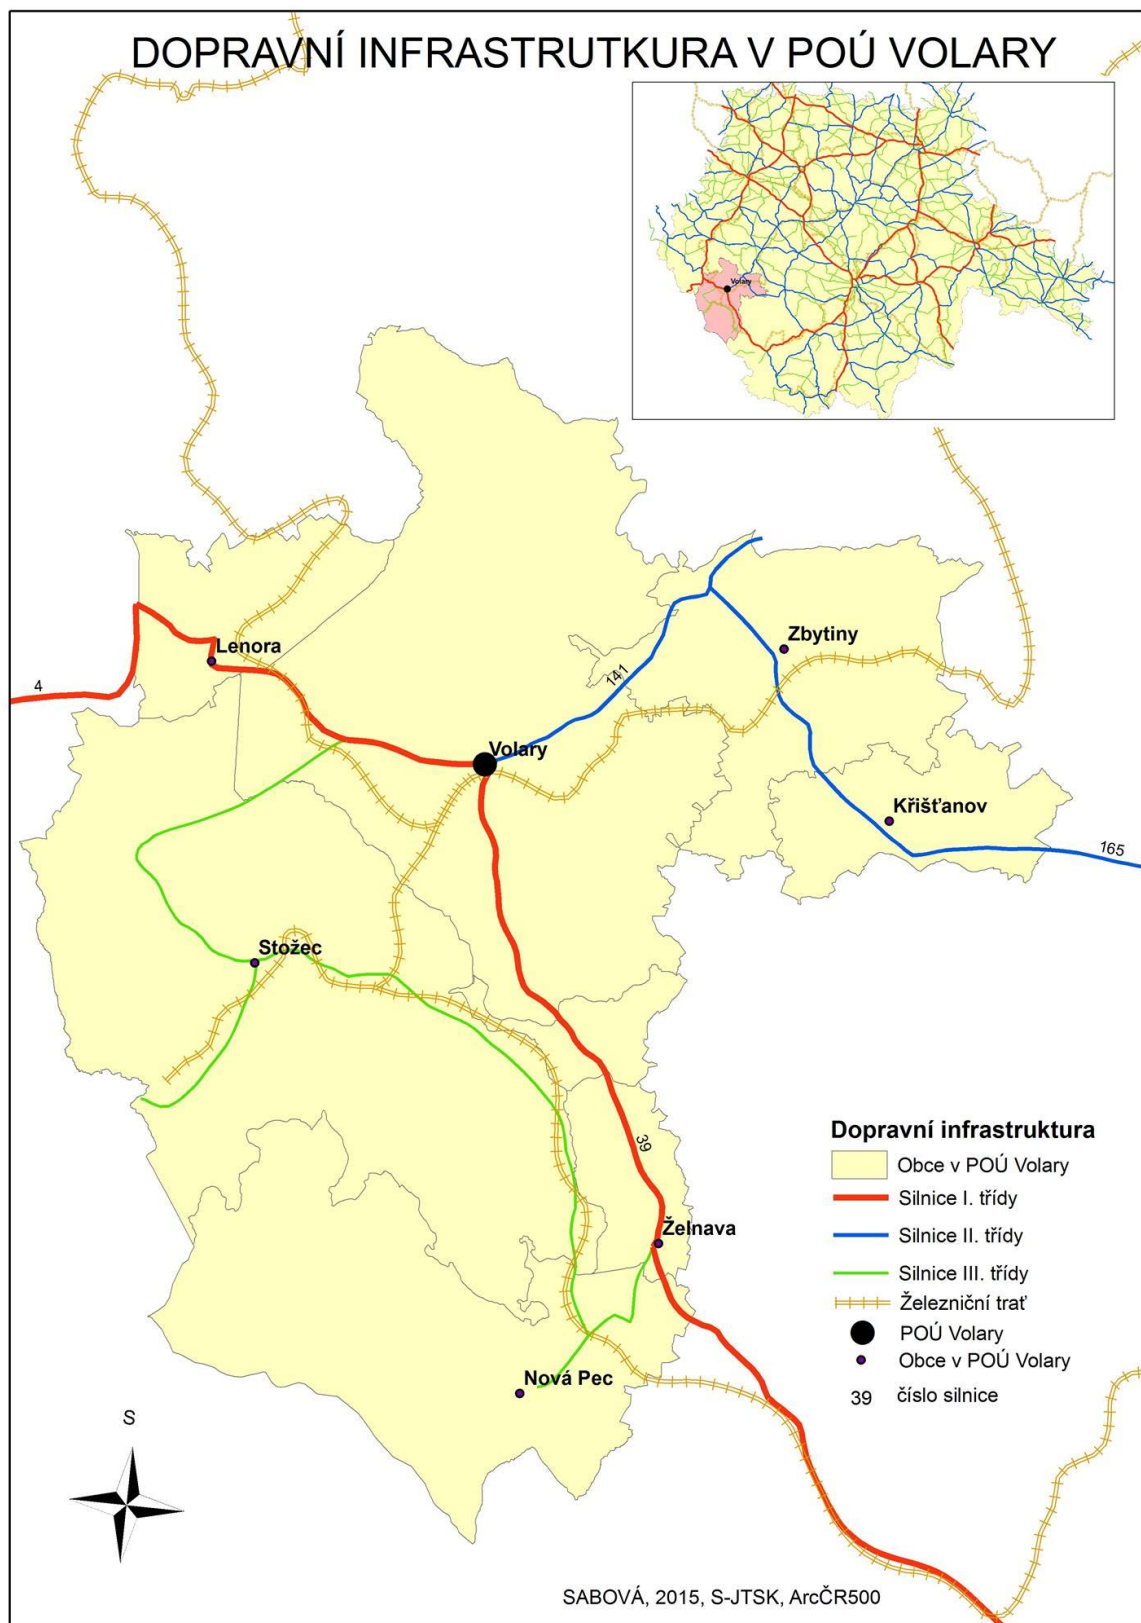 DOPRAVNÍ INFRASTRUTKURA V POÚ VOLARY
Volary
Lenora
4
Zbytiny
141
Volary
Křišťanov
165
Stožec
39
Želnava
Nová Pec
Dopravní infrastruktura
Obce v POÚ Volary
Silnice I. třídy
Silnice II. třídy
Silnice III. třídy
Železniční trať
POÚ Volary
Obce v POÚ Volary
39 číslo silnice
S
SABOVÁ, 2015, S-JTSK, ArcČR500